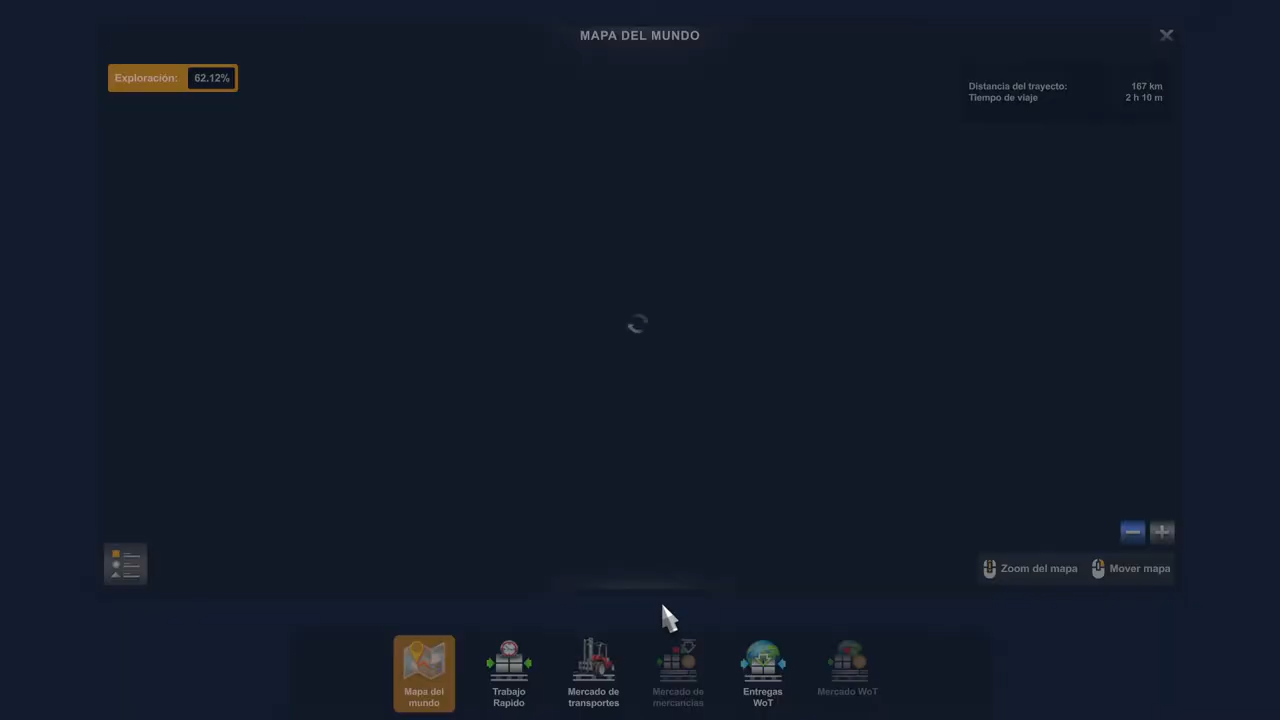 MAPA DEL MUNDO
Exploración: 62.12%
Distancia del trayecto: 167 km
Tiempo de viaje 2 h 10 m
Zoom del mapa Mover mapa
Mapa del
mundo
Trabajo
Rapido
Mercado de
transportes
Mercado de
mercancías
Entregas
WoT
Mercado WoT